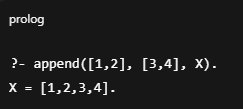 prolog
?- append([1,2], [3,4], X).
X = [1,2,3,4].